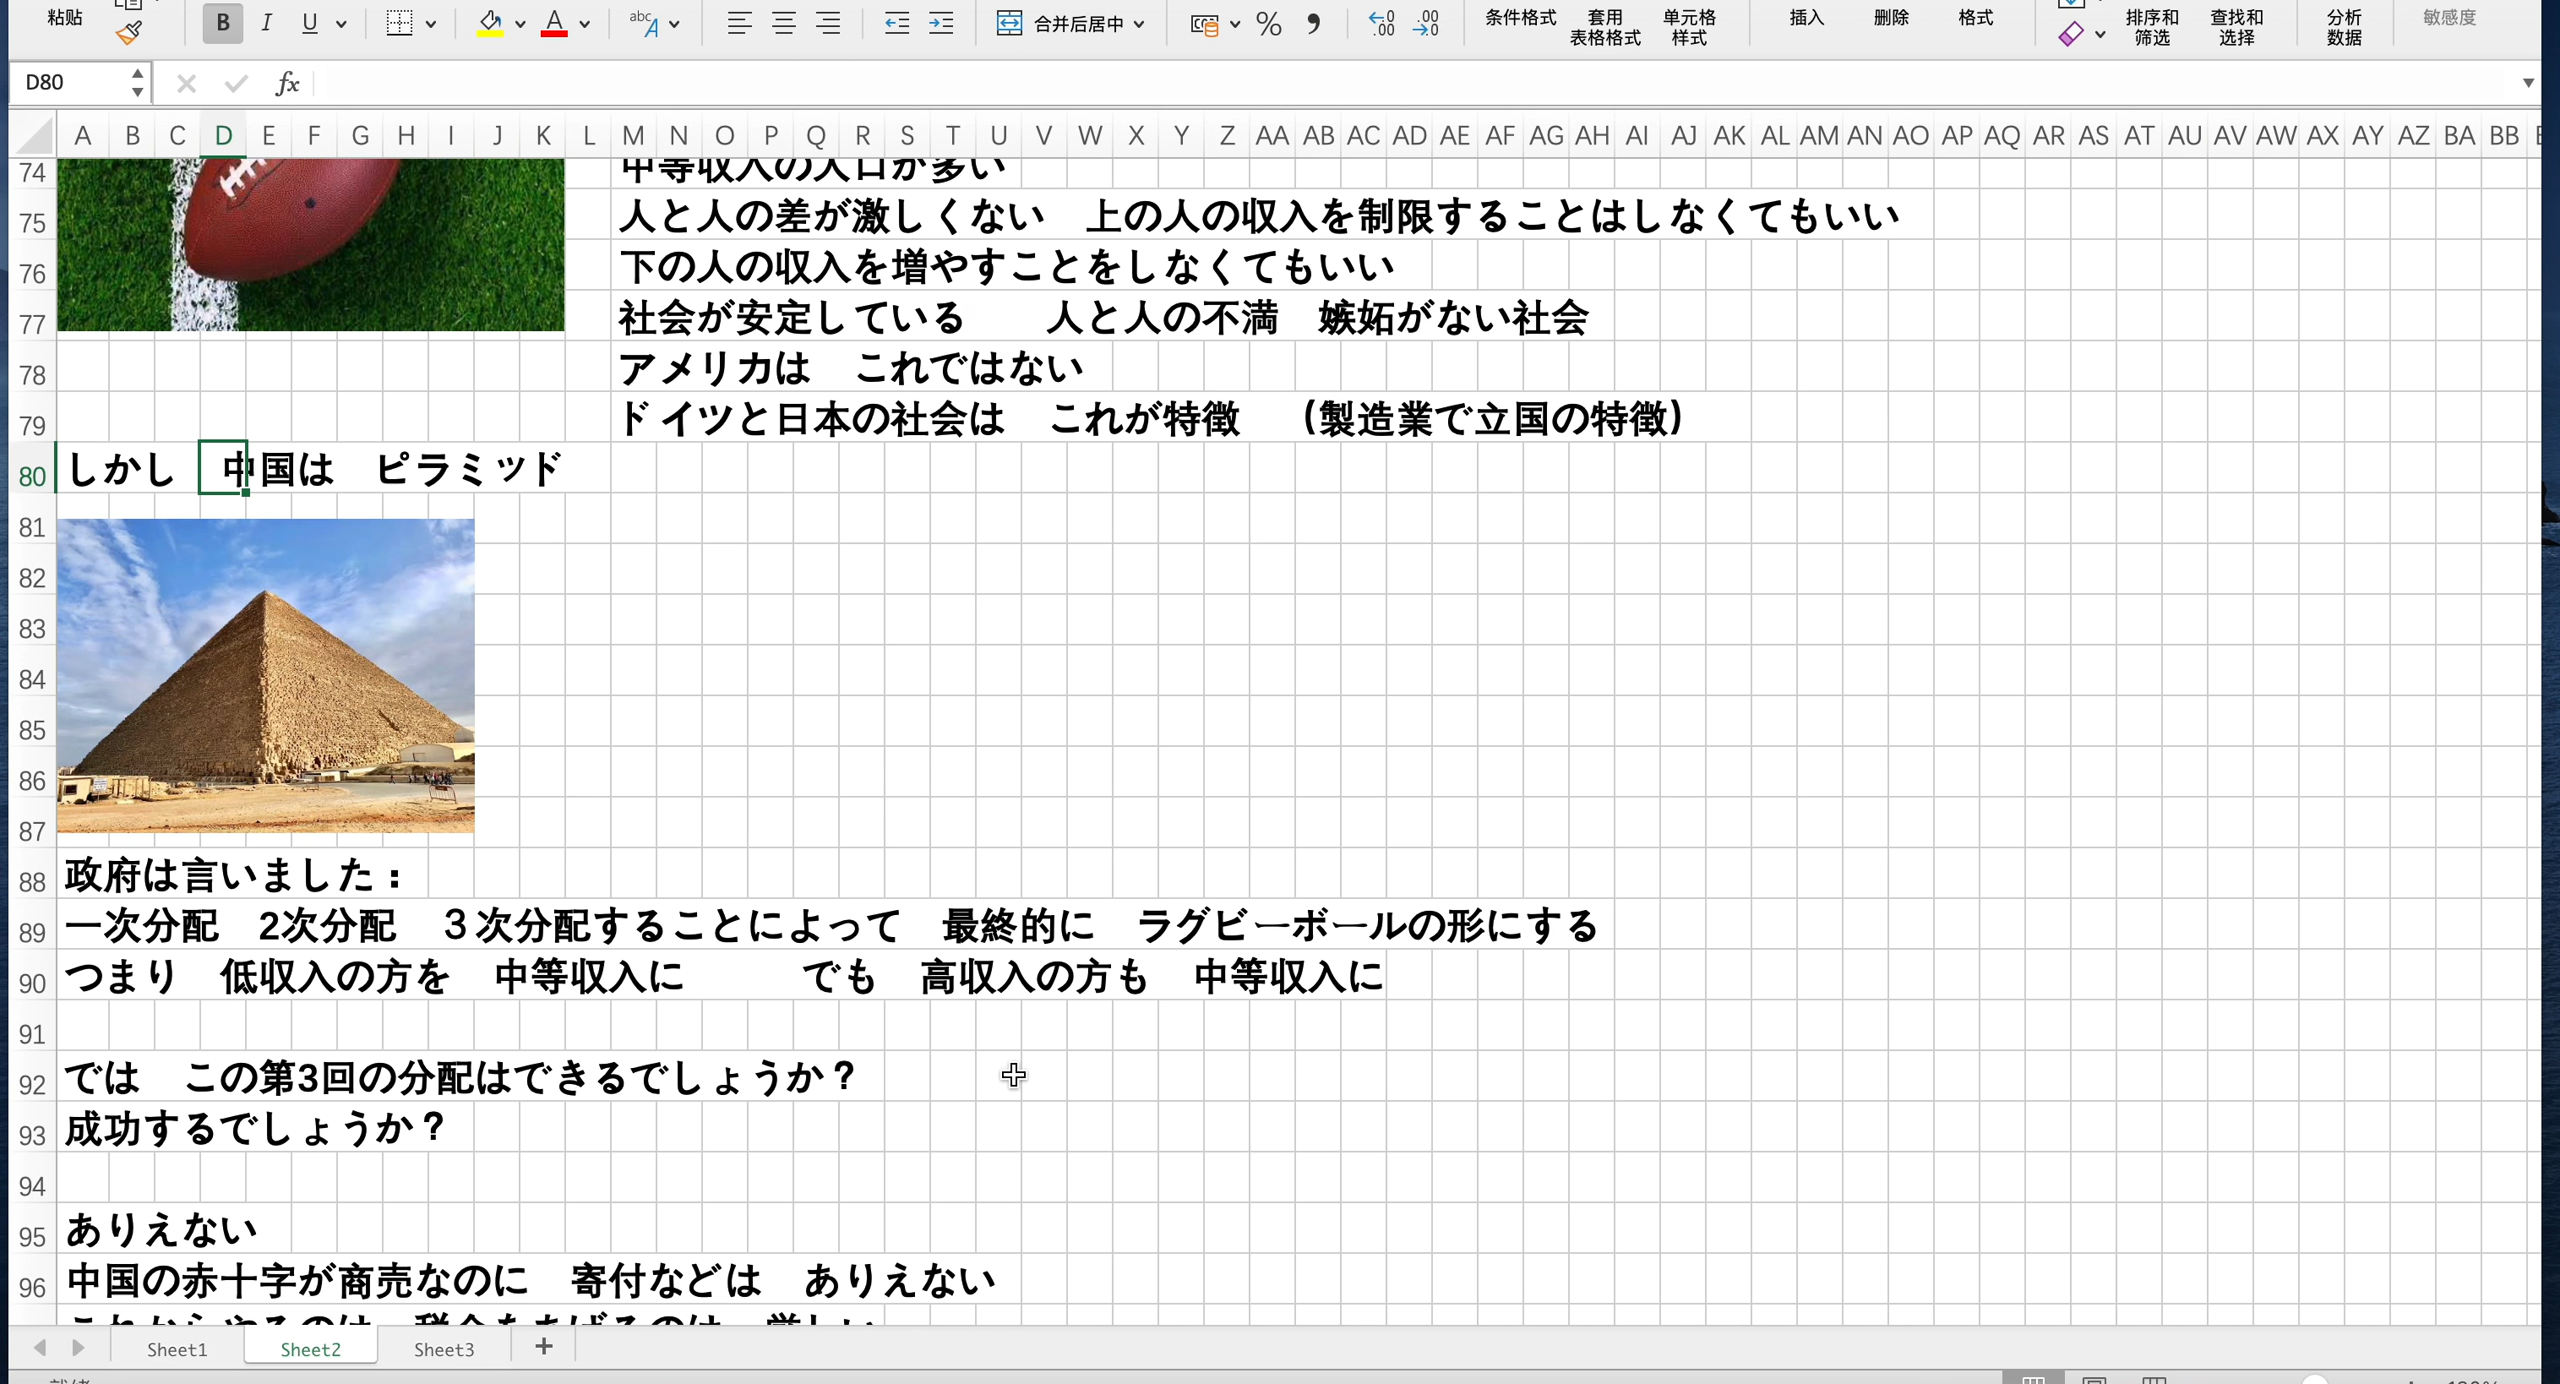 粘贴
B I U A abc A 合并后居中 % 条件格式 套用 表格格式 单元格 样式 插入 删除 格式 排序和 筛选 查找和 选择 分析 数据 敏感度
←0 .00 .00 →0
D80 fx
A B C D E F G H I J K L M N O P Q R S T U V W X Y Z AA AB AC AD AE AF AG AH AI AJ AK AL AM AN AO AP AQ AR AS AT AU AV AW AX AY AZ BA BB
74 中等収入の人口が多い
75 人と人の差が激しくない 上の人の収入を制限することはしなくてもいい
76 下の人の収入を増やすことをしなくてもいい
77 社会が安定している 人と人の不満 嫉妬がない社会
78 アメリカは これではない
79 ドイツと日本の社会は これが特徴 （製造業で立国の特徴）
80 しかし 中国は ピラミッド
81
82
83
84
85
86
87
88 政府は言いました：
89 一次分配 2次分配 ３次分配することによって 最終的に ラグビーボールの形にする
90 つまり 低収入の方を 中等収入に でも 高収入の方も 中等収入に
91
92 では この第3回の分配はできるでしょうか？
93 成功するでしょうか？
94
95 ありえない
96 中国の赤十字が商売なのに 寄付などは ありえない
Sheet1 Sheet2 Sheet3 +